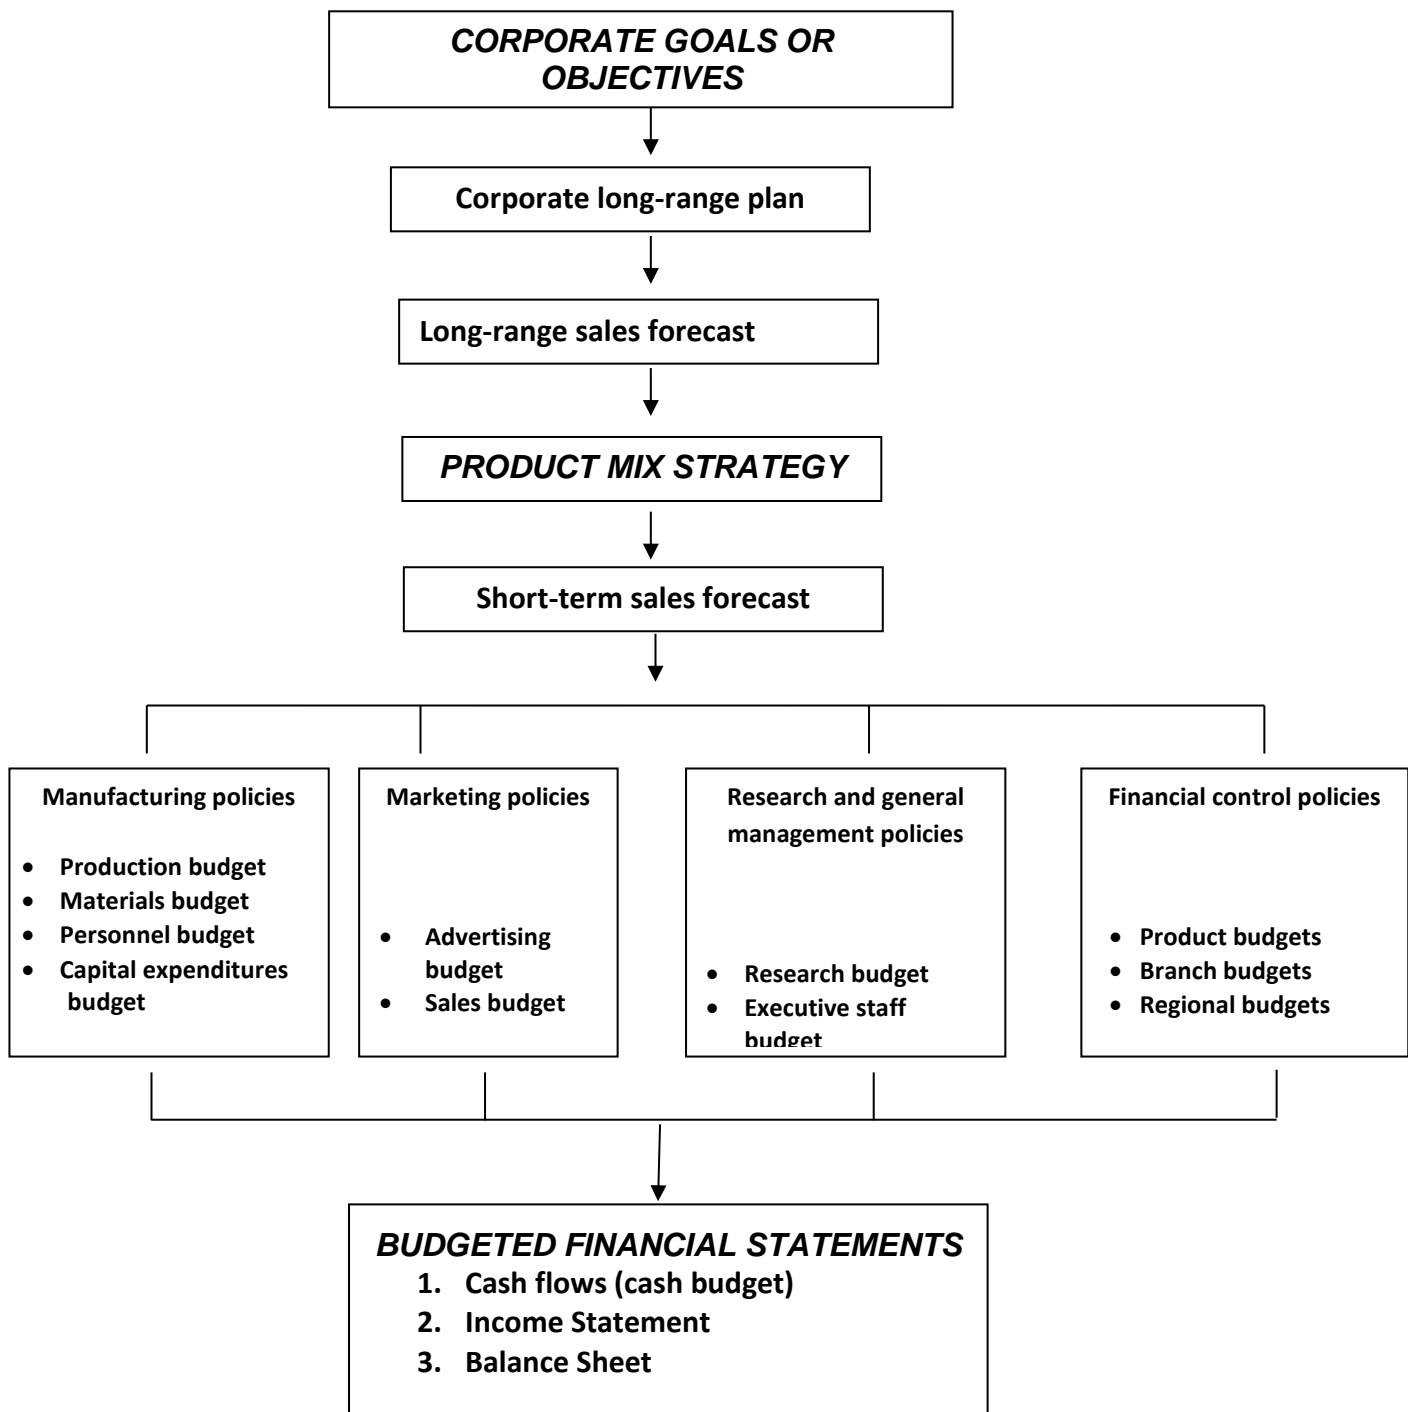 CORPORATE GOALS OR
OBJECTIVES
Corporate long-range plan
Long-range sales forecast
PRODUCT MIX STRATEGY
Short-term sales forecast
Manufacturing policies
• Production budget
• Materials budget
• Personnel budget
• Capital expenditures
budget
Marketing policies
• Advertising
budget
• Sales budget
Research and general
management policies
• Research budget
• Executive staff
budget
Financial control policies
• Product budgets
• Branch budgets
• Regional budgets
BUDGETED FINANCIAL STATEMENTS
1. Cash flows (cash budget)
2. Income Statement
3. Balance Sheet